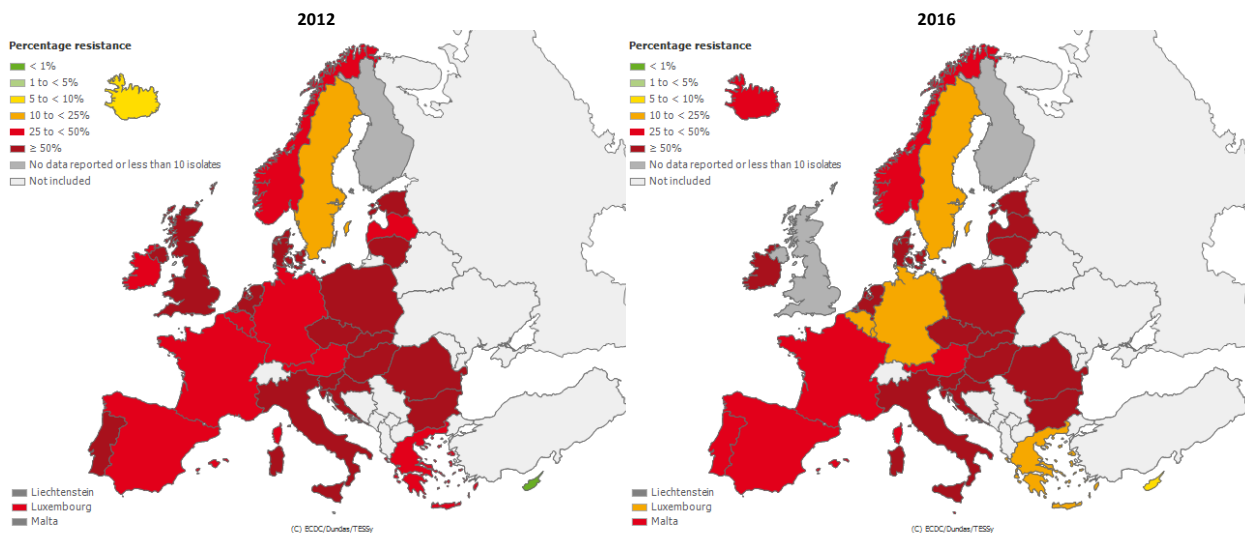 2012
Percentage resistance
< 1%
1 to < 5%
5 to < 10%
10 to < 25%
25 to < 50%
≥ 50%
No data reported or less than 10 isolates
Not included
Liechtenstein
Luxembourg
Malta
(C) ECDC/Dundas/TESSy
2016
Percentage resistance
< 1%
1 to < 5%
5 to < 10%
10 to < 25%
25 to < 50%
≥ 50%
No data reported or less than 10 isolates
Not included
Liechtenstein
Luxembourg
Malta
(C) ECDC/Dundas/TESSy